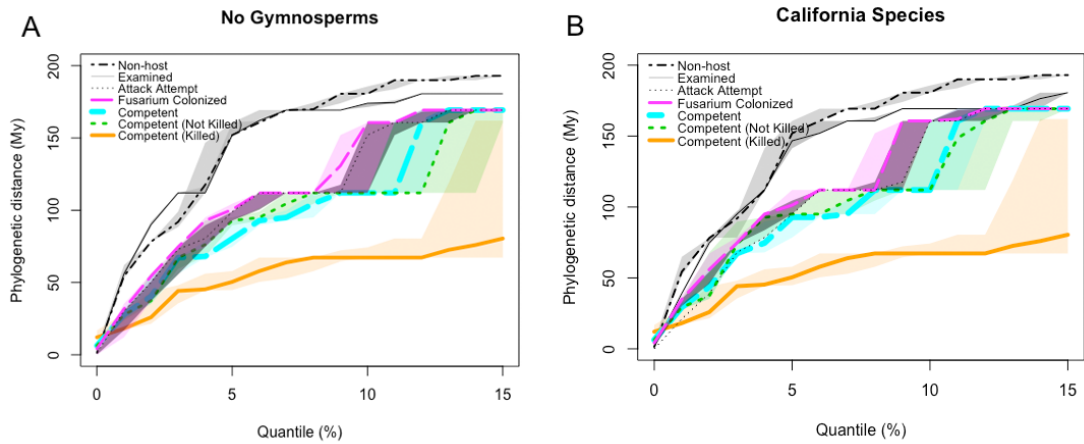 A
No Gymnosperms
Phylogenetic distance (My)
200
150
100
50
0
Non-host
Examined
Attack Attempt
Fusarium Colonized
Competent
Competent (Not Killed)
Competent (Killed)
0 5 10 15
Quantile (%)
B
California Species
Phylogenetic distance (My)
200
150
100
50
0
Non-host
Examined
Attack Attempt
Fusarium Colonized
Competent
Competent (Not Killed)
Competent (Killed)
0 5 10 15
Quantile (%)